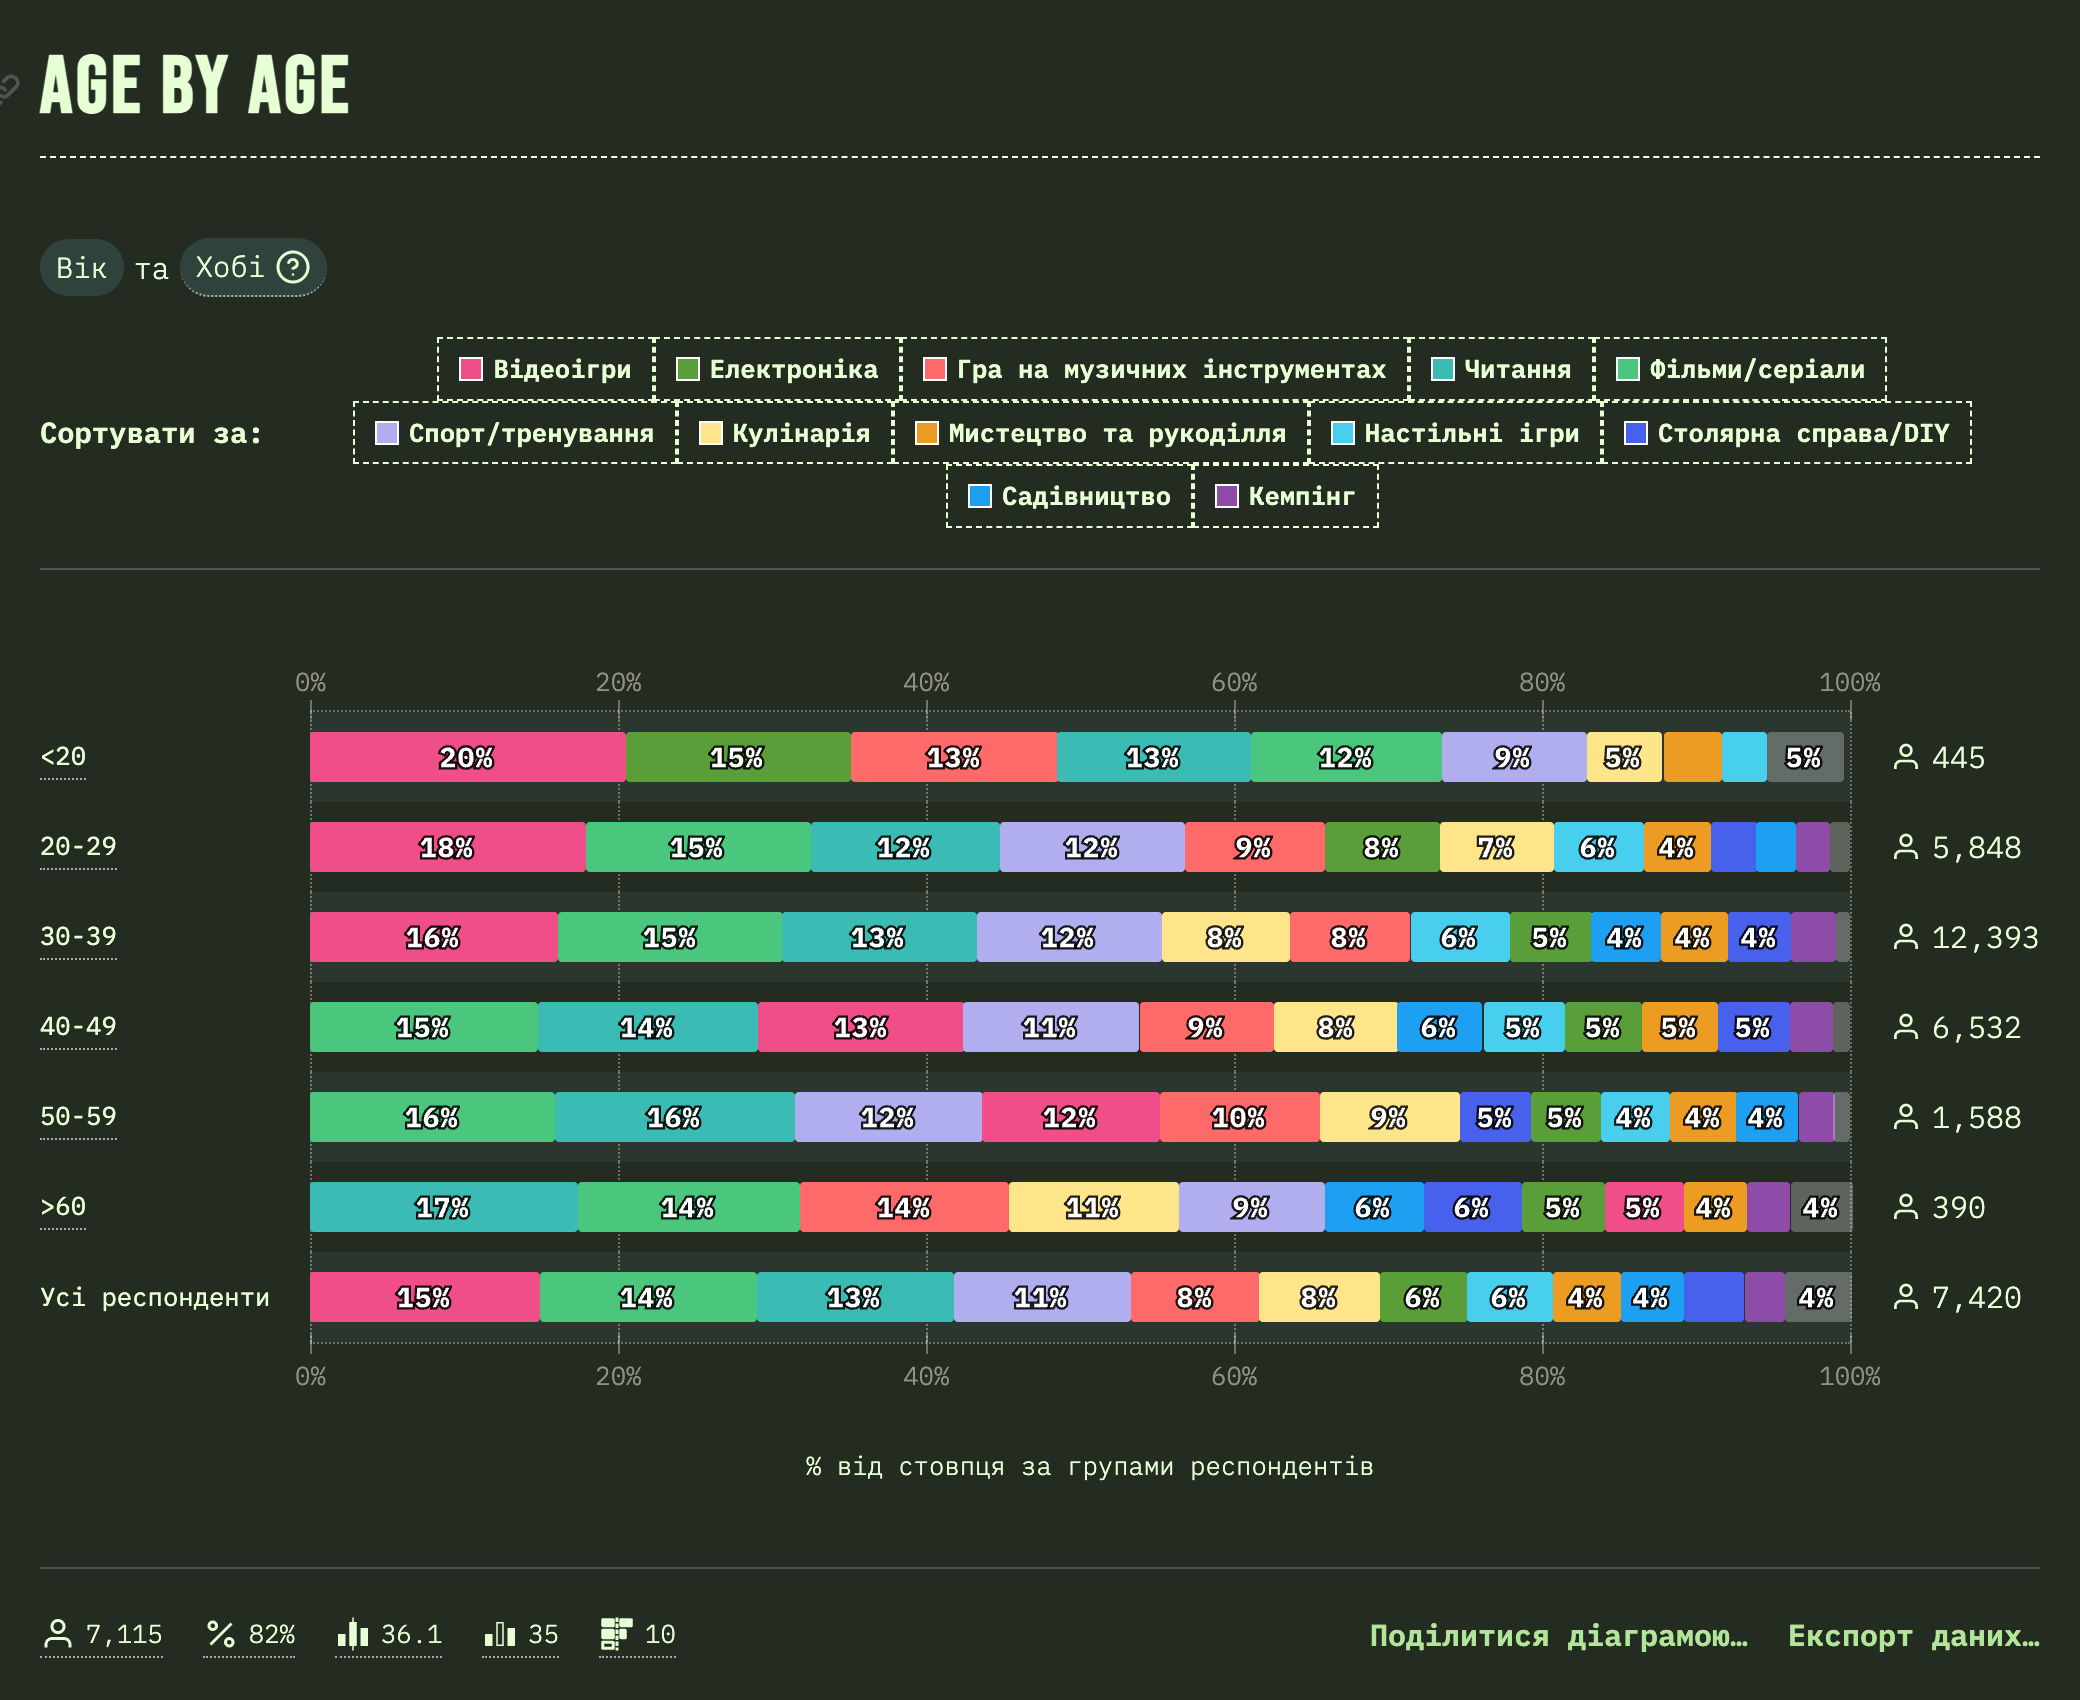 AGE BY AGE
Вік та Хобі
Відеоігри Електроніка Гра на музичних інструментах Читання Фільми/серіали
Сортувати за: Спорт/тренування Кулінарія Мистецтво та рукоділля Настільні ігри Столярна справа/DIY
Садівництво Кемпінг
0% 20% 40% 60% 80% 100%
<20 20% 15% 13% 13% 12% 9% 5% 5% 445
20-29 18% 15% 12% 12% 9% 8% 7% 6% 4% 5,848
30-39 16% 15% 13% 12% 8% 8% 6% 5% 4% 4% 4% 12,393
40-49 15% 14% 13% 11% 9% 8% 6% 5% 5% 5% 5% 6,532
50-59 16% 16% 12% 12% 10% 9% 5% 5% 4% 4% 4% 1,588
>60 17% 14% 14% 11% 9% 6% 6% 5% 5% 4% 4% 390
Усі респонденти 15% 14% 13% 11% 8% 8% 6% 6% 4% 4% 4% 7,420
0% 20% 40% 60% 80% 100%
% від стовпця за групами респондентів
7,115 82% 36.1 35 10 Поділитися діаграмою… Експорт даних…